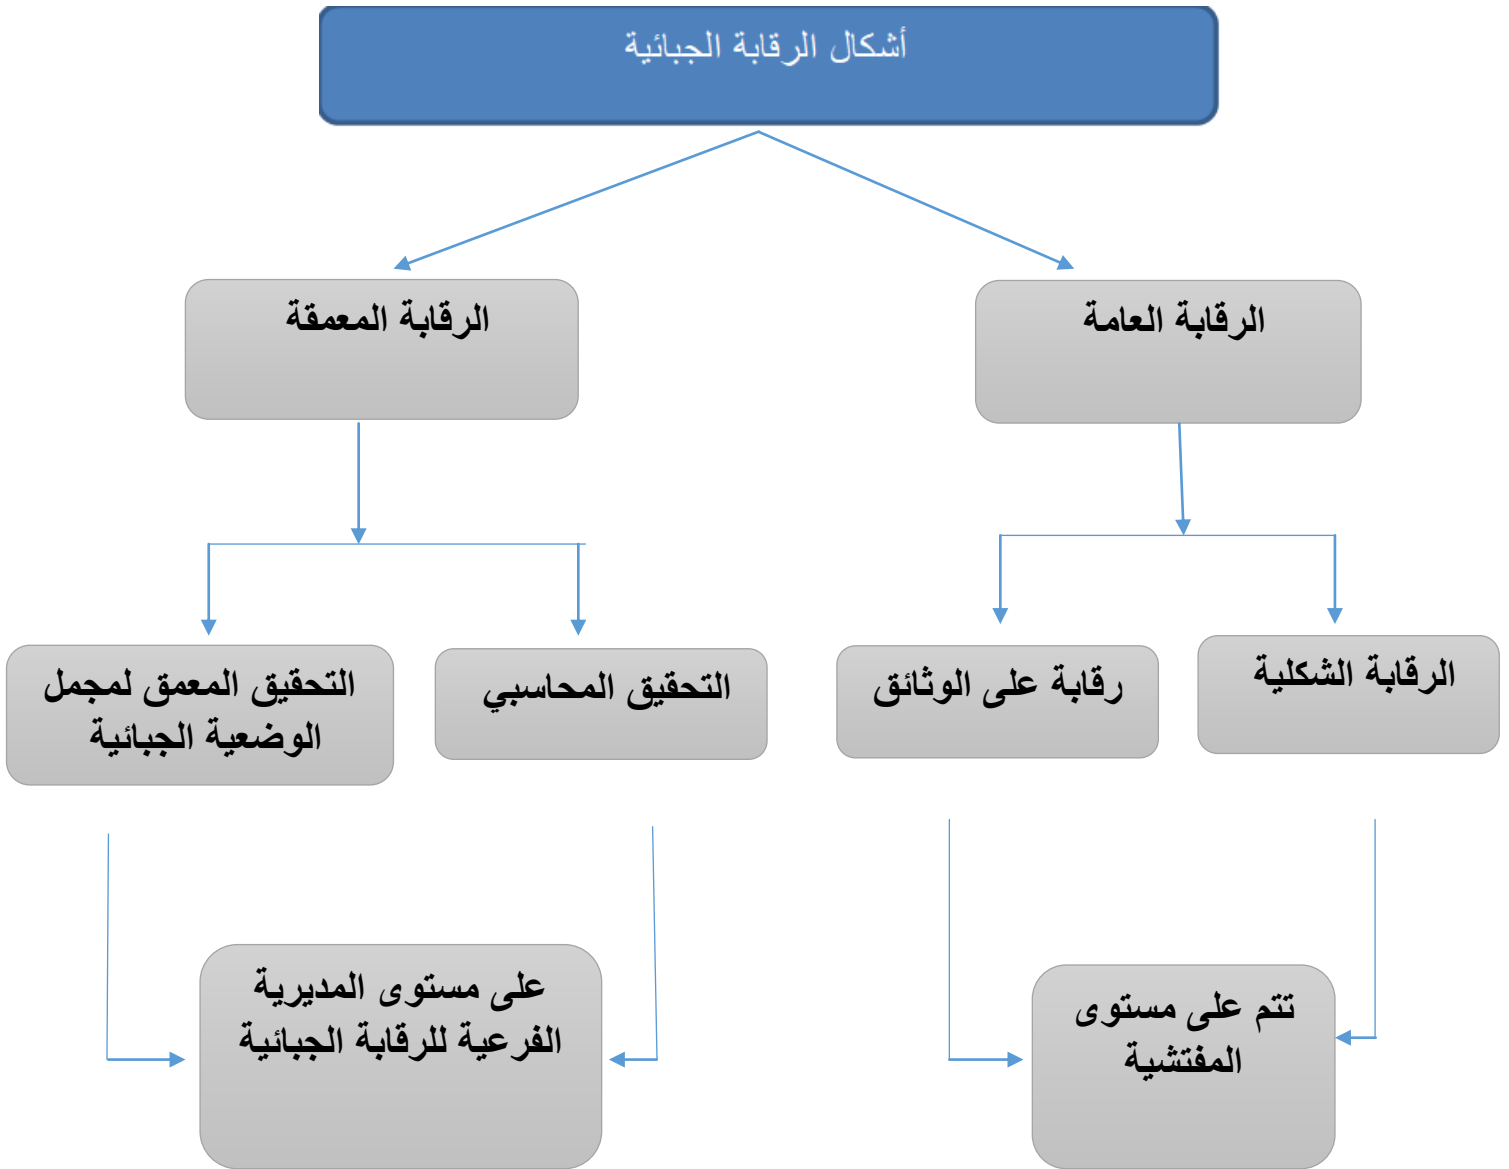 أشكال الرقابة الجبائية
الرقابة العامة
الرقابة المعمقة
الرقابة الشكلية
رقابة على الوثائق
التحقيق المحاسبي
التحقيق المعمق لمجمل
الوضعية الجبائية
تتم على مستوى
المفتشية
على مستوى المديرية
الفرعية للرقابة الجبائية